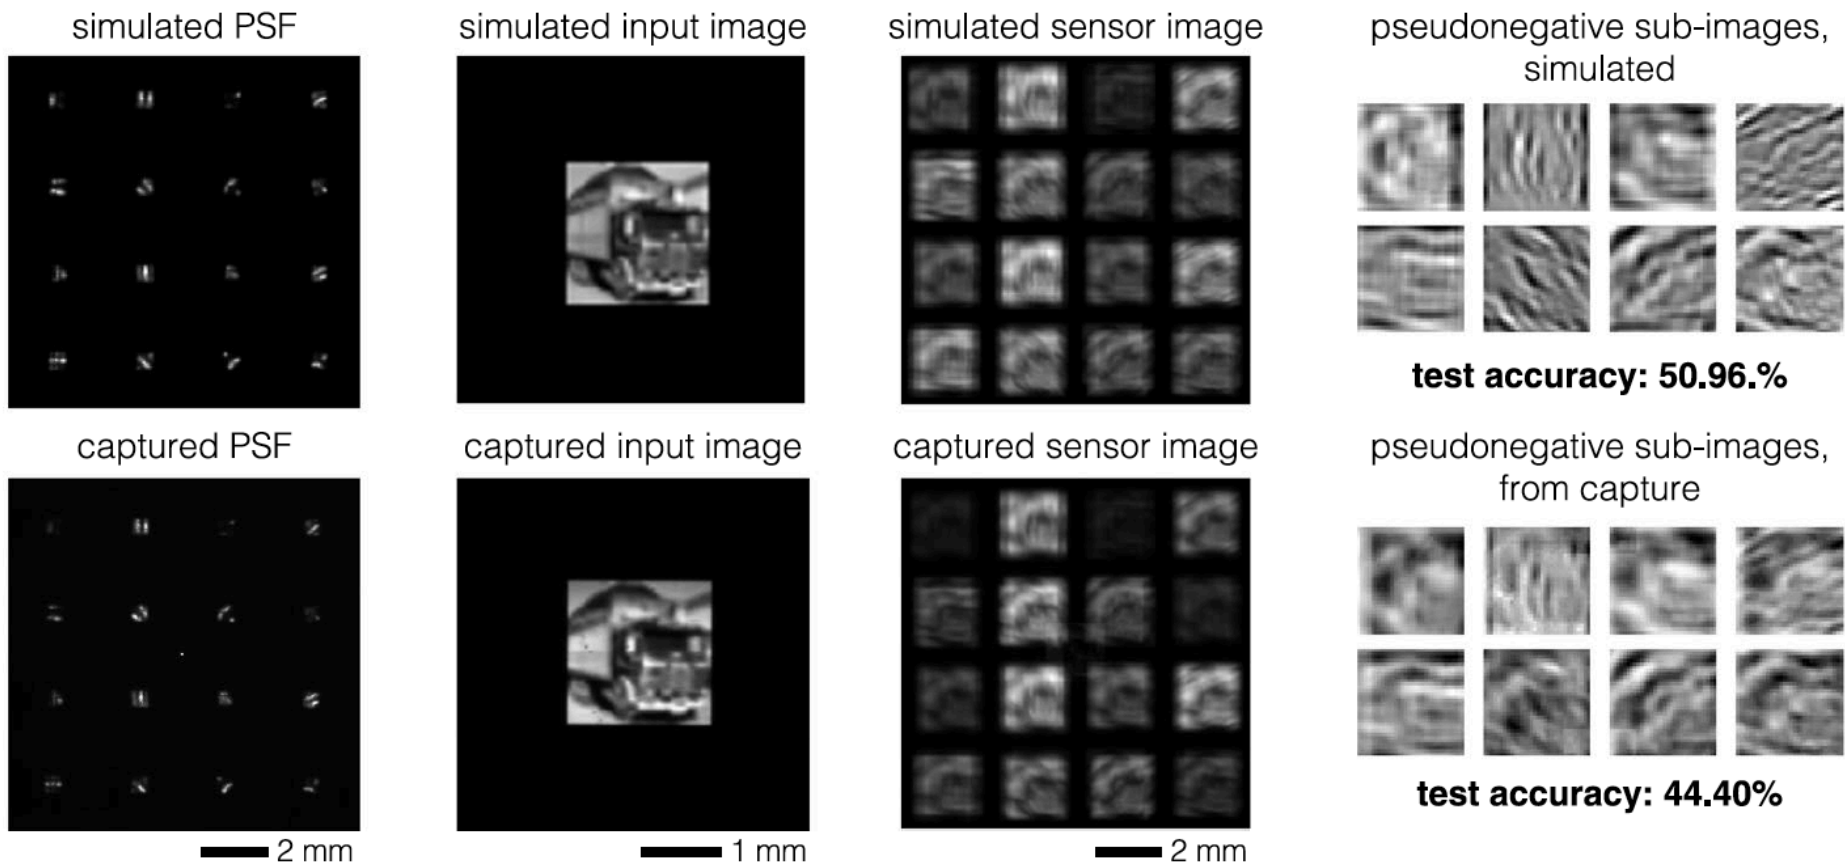 simulated PSF
simulated input image
simulated sensor image
pseudonegative sub-images,
simulated
test accuracy: 50.96.%
captured PSF
captured input image
captured sensor image
pseudonegative sub-images,
from capture
test accuracy: 44.40%
2 mm
1 mm
2 mm